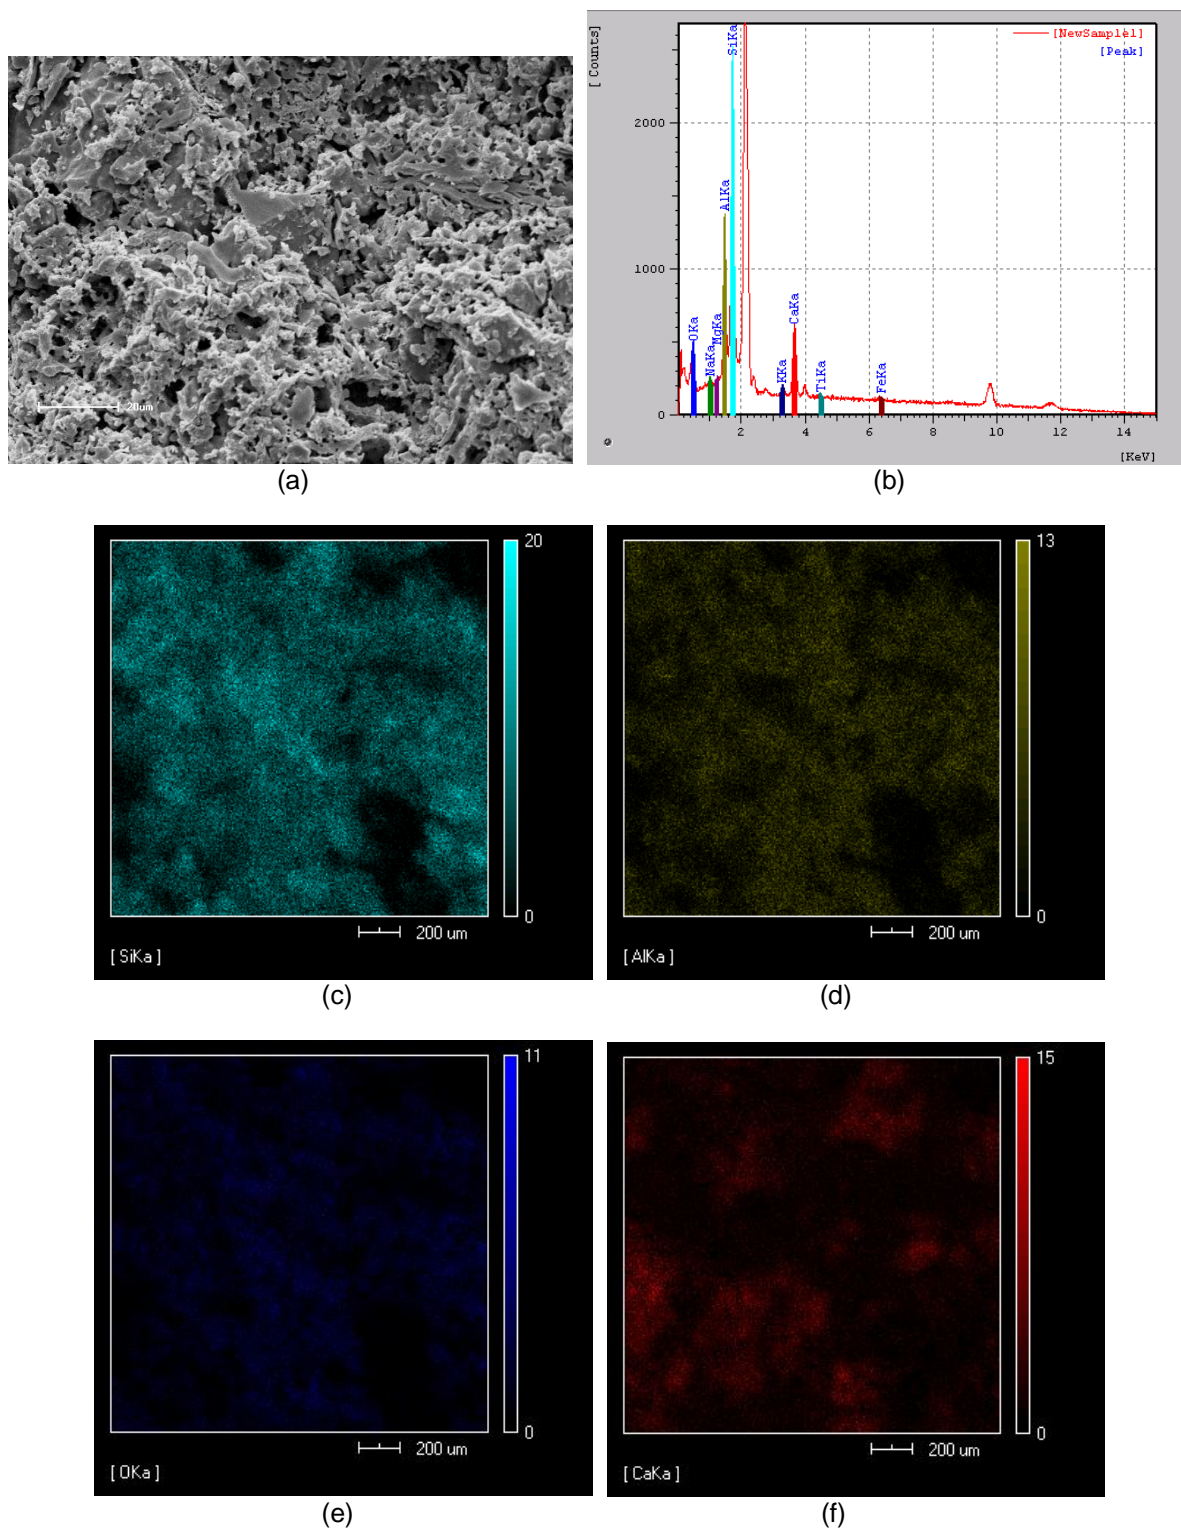 20um
(a)
[ Counts]
[NewSample1]
[Peak]
SiKa
AlKa
OKa
NaKa
MgKa
KKa
CaKa
TiKa
FeKa
2000
1000
0
2
4
6
8
10
12
14
[KeV]
(b)
20
0
200 um
[ SiKa ]
(c)
13
0
200 um
[ AlKa ]
(d)
11
0
200 um
[ OKa ]
(e)
15
0
200 um
[ CaKa ]
(f)